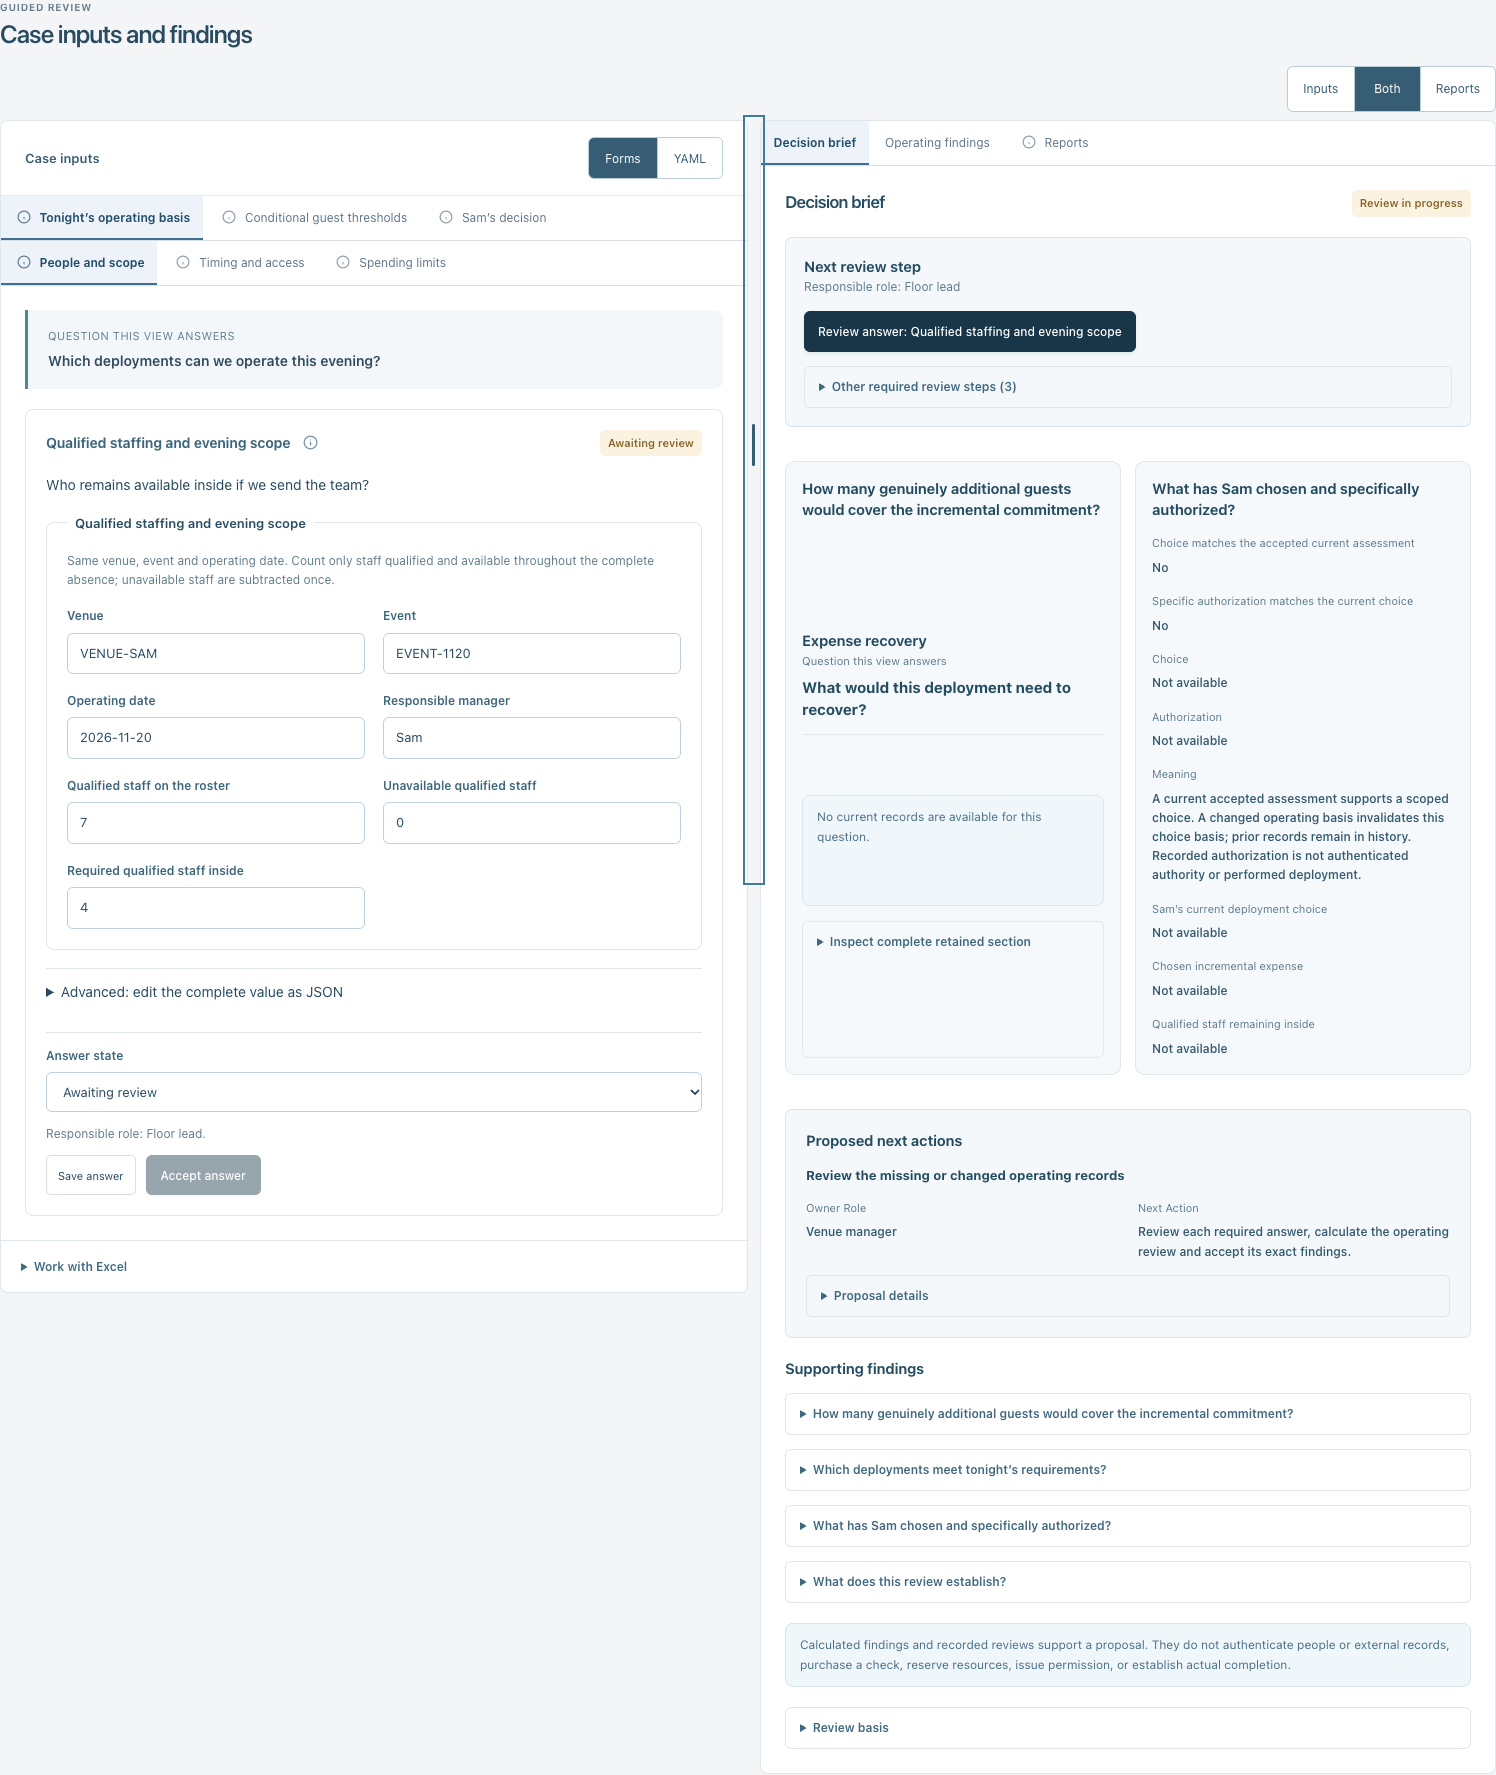 GUIDED REVIEW
Case inputs and findings
Inputs
Both
Reports
Case inputs
Forms
YAML
Tonight's operating basis
Conditional guest thresholds
Sam's decision
People and scope
Timing and access
Spending limits
QUESTION THIS VIEW ANSWERS
Which deployments can we operate this evening?
Qualified staffing and evening scope
Awaiting review
Who remains available inside if we send the team?
Qualified staffing and evening scope
Same venue, event and operating date. Count only staff qualified and available throughout the complete
absence; unavailable staff are subtracted once.
Venue
Event
VENUE-SAM
EVENT-1120
Operating date
Responsible manager
2026-11-20
Sam
Qualified staff on the roster
Unavailable qualified staff
7
0
Required qualified staff inside
4
Advanced: edit the complete value as JSON
Answer state
Awaiting review
Responsible role: Floor lead.
Save answer
Accept answer
Work with Excel
Decision brief
Operating findings
Reports
Decision brief
Review in progress
Next review step
Responsible role: Floor lead
Review answer: Qualified staffing and evening scope
Other required review steps (3)
How many genuinely additional guests
would cover the incremental commitment?
Expense recovery
Question this view answers
What would this deployment need to
recover?
No current records are available for this
question.
Inspect complete retained section
What has Sam chosen and specifically
authorized?
Choice matches the accepted current assessment
No
Specific authorization matches the current choice
No
Choice
Not available
Authorization
Not available
Meaning
A current accepted assessment supports a scoped
choice. A changed operating basis invalidates this
choice basis; prior records remain in history.
Recorded authorization is not authenticated
authority or performed deployment.
Sam's current deployment choice
Not available
Chosen incremental expense
Not available
Qualified staff remaining inside
Not available
Proposed next actions
Review the missing or changed operating records
Owner Role
Venue manager
Next Action
Review each required answer, calculate the operating
review and accept its exact findings.
Proposal details
Supporting findings
How many genuinely additional guests would cover the incremental commitment?
Which deployments meet tonight's requirements?
What has Sam chosen and specifically authorized?
What does this review establish?
Calculated findings and recorded reviews support a proposal. They do not authenticate people or external records,
purchase a check, reserve resources, issue permission, or establish actual completion.
Review basis